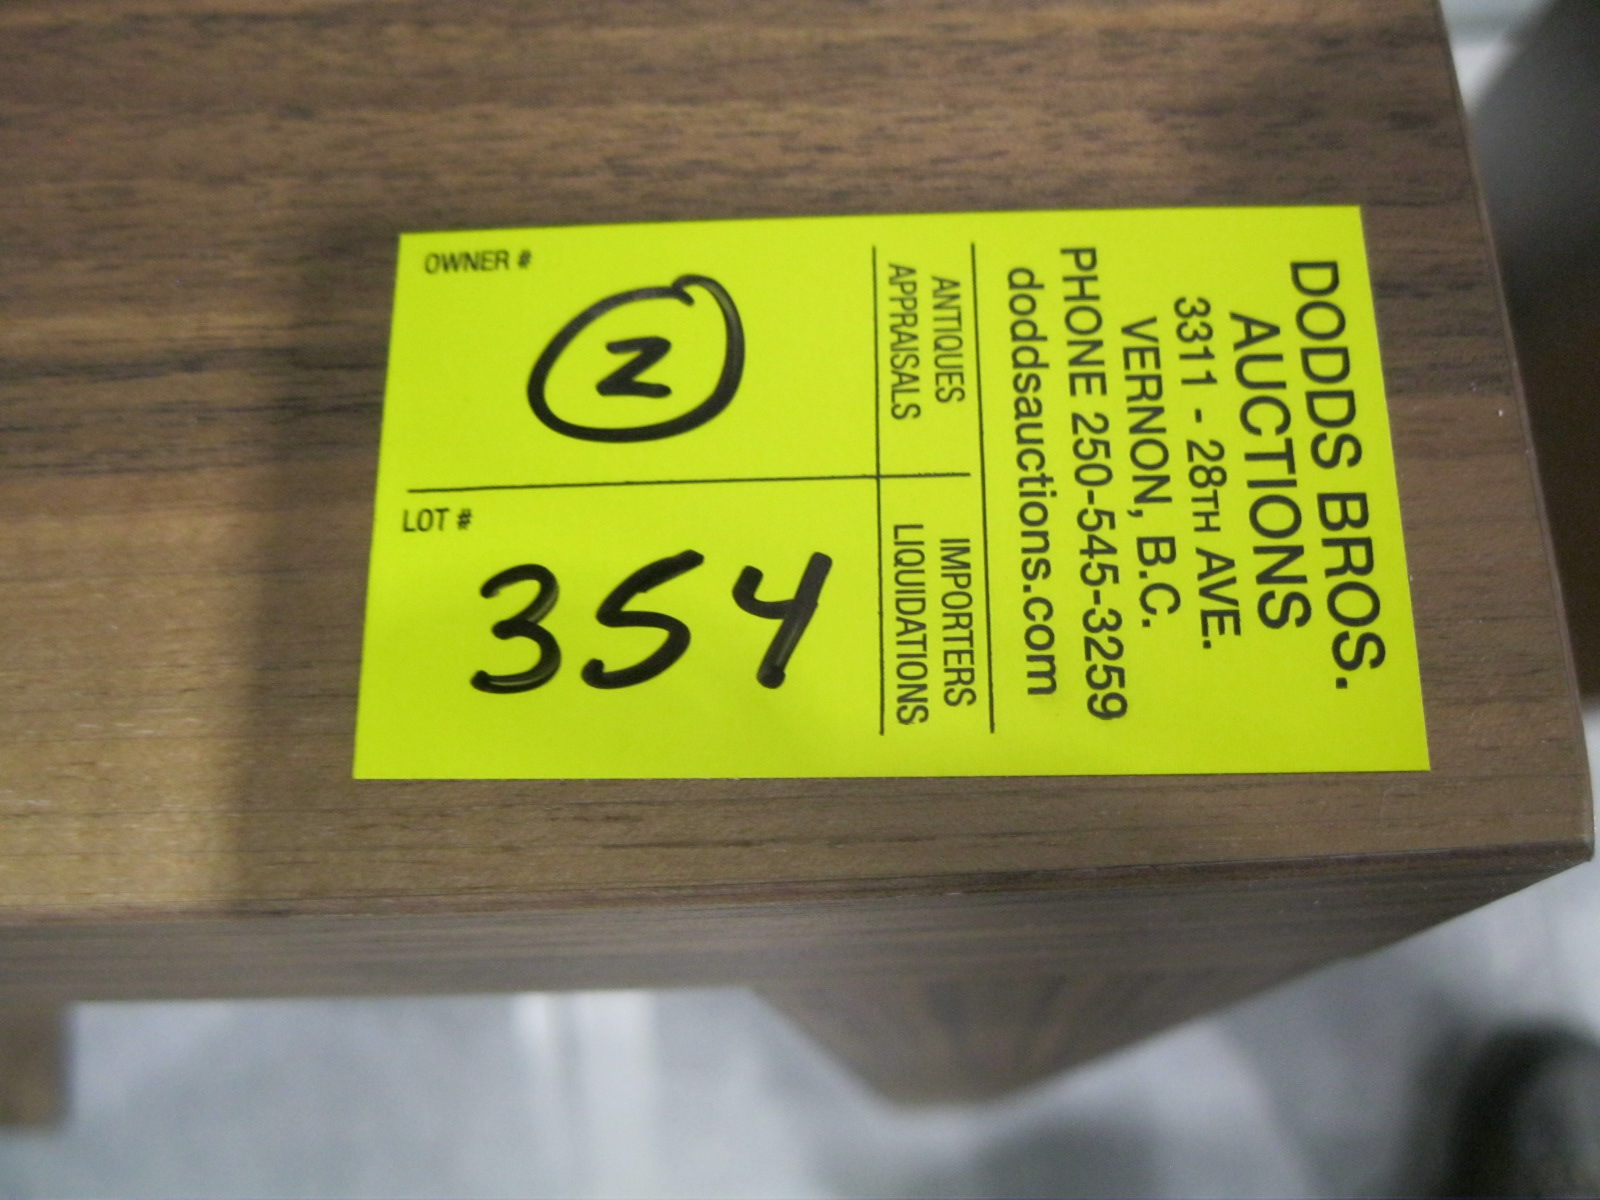 DODDS BROS.
AUCTIONS
3311 - 28TH AVE.
VERNON, B.C.
PHONE 250-545-3259
doddsauctions.com
ANTIQUES
APPRAISALS
IMPORTERS
LIQUIDATIONS
OWNER #
N
LOT #
354